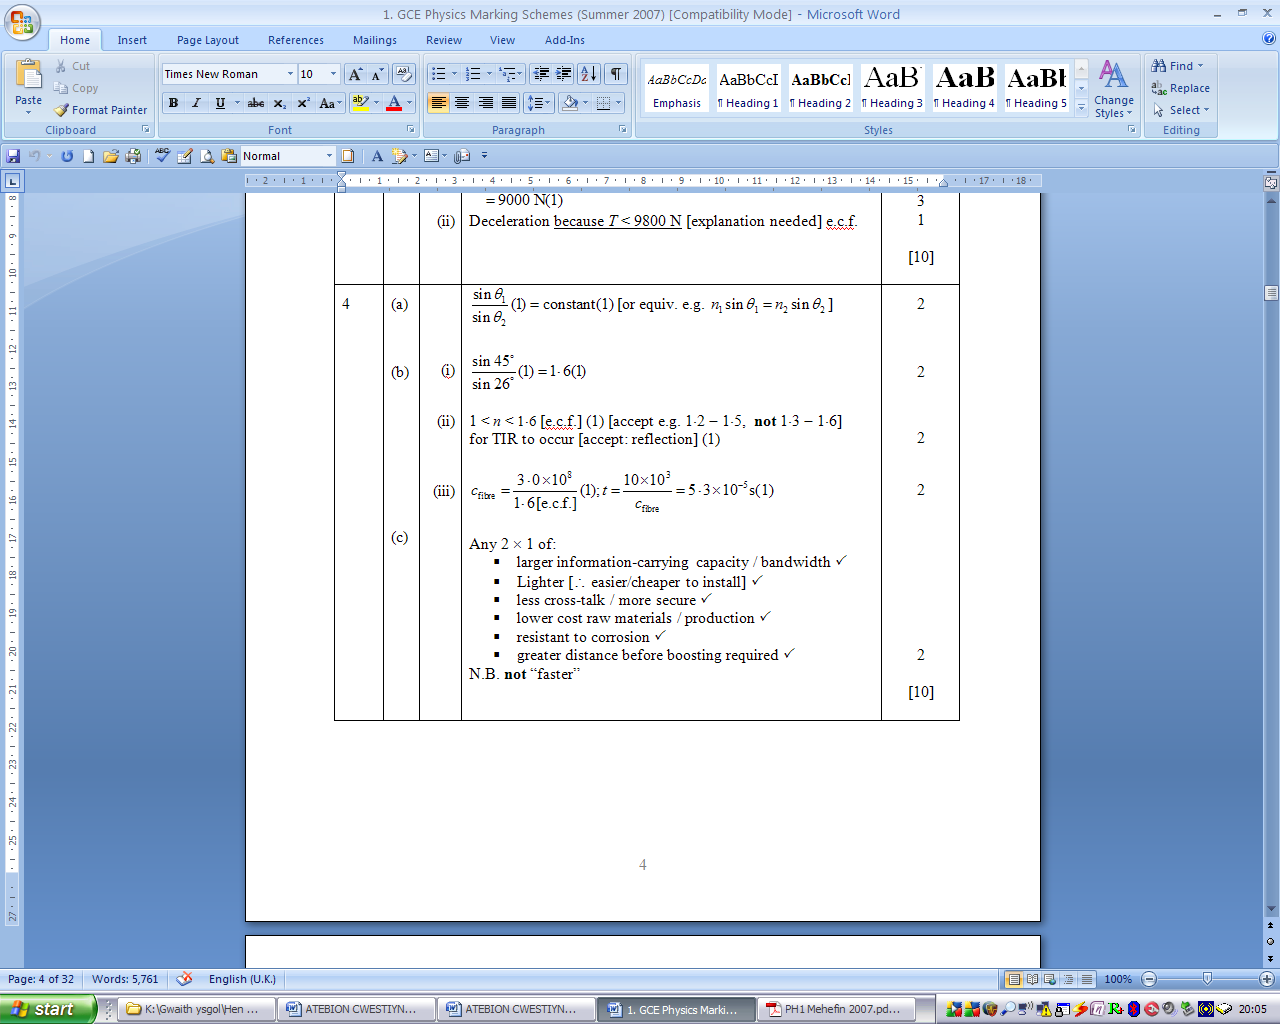 1. GCE Physics Marking Schemes (Summer 2007) [Compatibility Mode] - Microsoft Word
Home Insert Page Layout References Mailings Review View Add-Ins
Paste
Cut
Copy
Format Painter
Clipboard
Times New Roman 10
Font
Paragraph
AaBbCcDc AaBbCcI AaBbCcl AaB AaB AaBl
Emphasis ¶ Heading 1 ¶ Heading 2 ¶ Heading 3 ¶ Heading 4 ¶ Heading 5
Change Styles
Styles
Find
Replace
Select
Editing
Normal
= 9000 N(1) 3
(ii) Deceleration because T < 9800 N [explanation needed] e.c.f. 1
[10]
4 (a) sin θ₁ / sin θ₂ (1) = constant(1) [or equiv. e.g. n₁ sin θ₁ = n₂ sin θ₂ ] 2
(b) (i) sin 45° / sin 26° (1) = 1·6(1) 2
(ii) 1 < n < 1·6 [e.c.f.] (1) [accept e.g. 1·2 – 1·5, not 1·3 – 1·6]
for TIR to occur [accept: reflection] (1) 2
(iii) c fibre = 3·0×10⁸ / 1·6[e.c.f.] (1); t = 10×10³ / c fibre = 5·3×10⁻⁵ s(1) 2
(c)
Any 2 × 1 of:
▪ larger information-carrying capacity / bandwidth ✓
▪ Lighter [∴ easier/cheaper to install] ✓
▪ less cross-talk / more secure ✓
▪ lower cost raw materials / production ✓
▪ resistant to corrosion ✓
▪ greater distance before boosting required ✓ 2
N.B. not “faster”
[10]
4
Page: 4 of 32 Words: 5,761 English (U.K.) 100%
start K:\Gwaith ysgol\Hen ... ATEBION CWESTIYN... ATEBION CWESTIYN... 1. GCE Physics Marki... PH1 Mehefin 2007.pd... 20:05